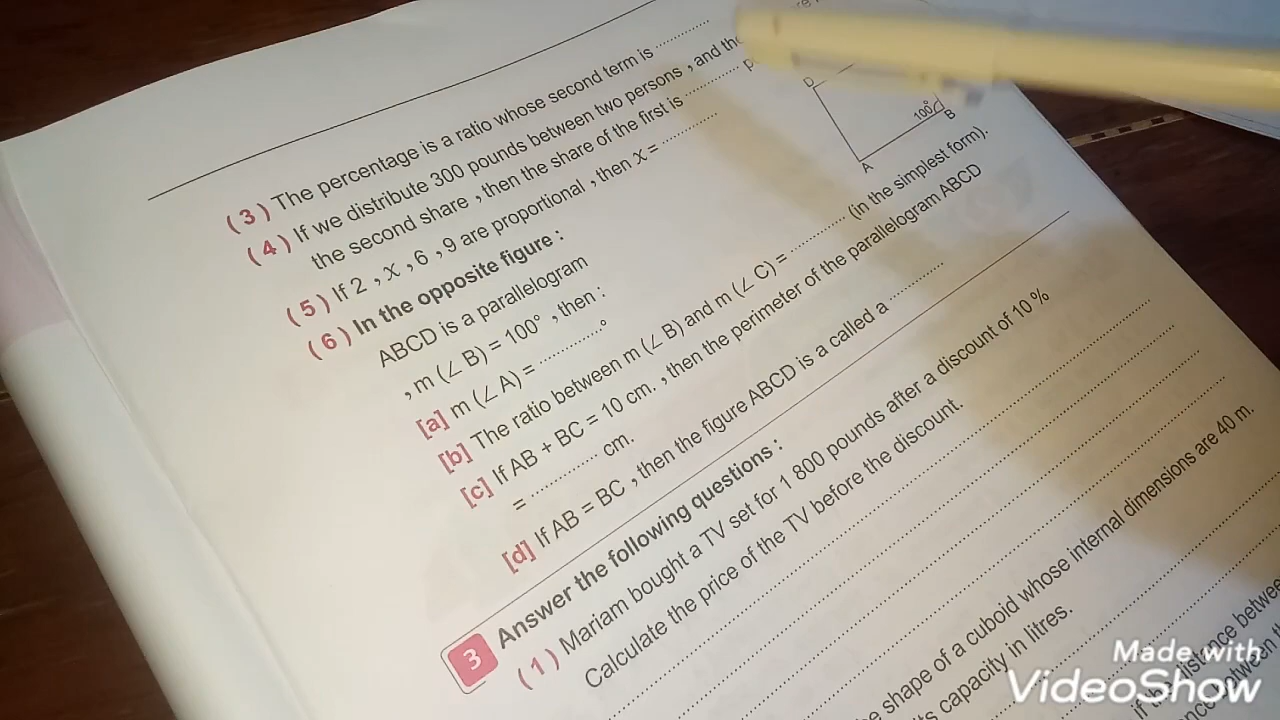 (3) The percentage is a ratio whose second term is ..........
(4) If we distribute 300 pounds between two persons , and the
the second share , then the share of the first is ..........
(5) If 2 , x , 6 , 9 are proportional , then x = ..........
(6) In the opposite figure :
ABCD is a parallelogram
, m (∠ B) = 100° , then :
[a] m (∠ A) = ..........°
[b] The ratio between m (∠ B) and m (∠ C) = .......... (in the simplest form).
[c] If AB + BC = 10 cm. , then the perimeter of the parallelogram ABCD
= .......... cm.
[d] If AB = BC , then the figure ABCD is a called a ..........
D
100°
B
A
3 Answer the following questions :
(1) Mariam bought a TV set for 1 800 pounds after a discount of 10 %
Calculate the price of the TV before the discount.
shape of a cuboid whose internal dimensions are 40 m.
capacity in litres.
if the distance between
between
Made with
VideoShow